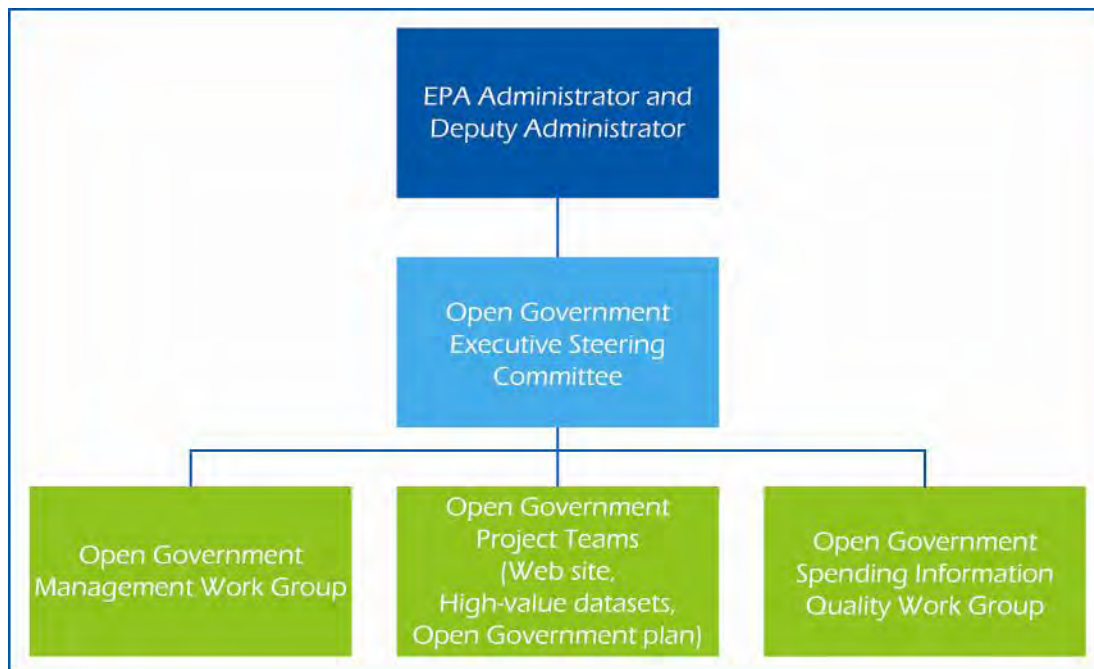 EPA Administrator and
Deputy Administrator
Open Government
Executive Steering
Committee
Open Government
Management Work Group
Open Government
Project Teams
(Web site,
High-value datasets,
Open Government plan)
Open Government
Spending Information
Quality Work Group